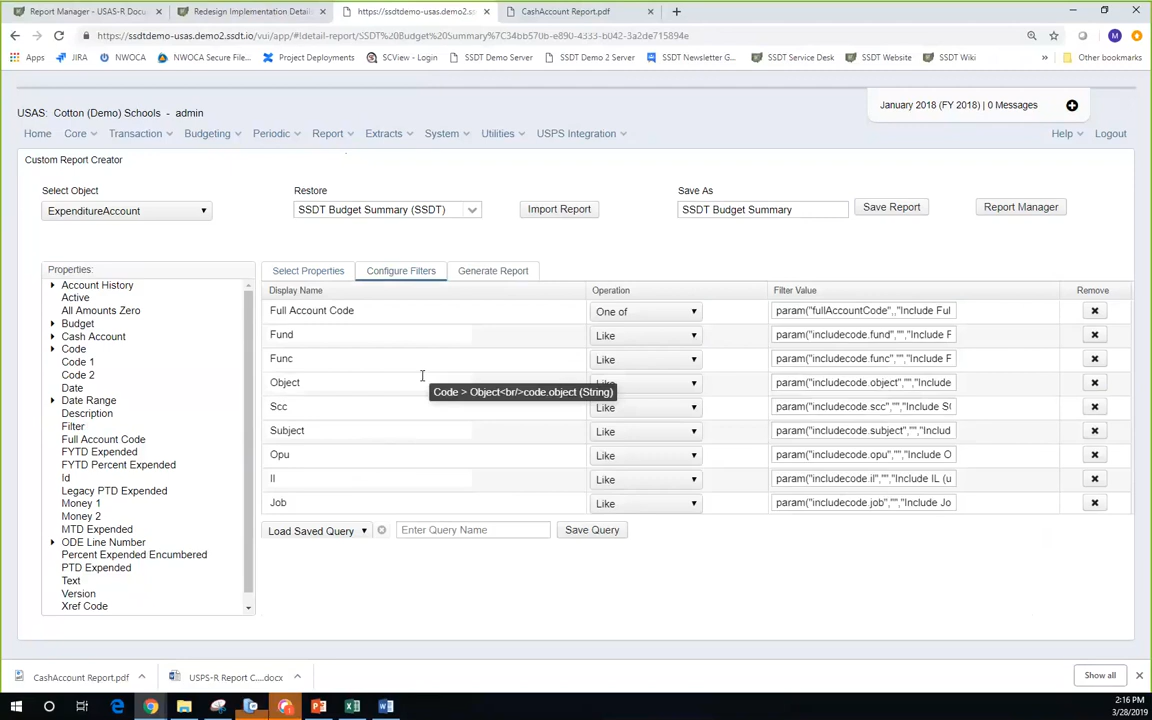 Report Manager - USAS-R Docu
Redesign Implementation Detail
https://ssdtdemo-usas.demo2.ss
CashAccount Report.pdf
https://ssdtdemo-usas.demo2.ssdt.io/vui/app/#!detail-report/SSDT%20Budget%20Summary%7C34bb570b-e890-4333-b042-3a2de715894e
Apps JIRA NWOCA NWOCA Secure File... Project Deployments SCView - Login SSDT Demo Server SSDT Demo 2 Server SSDT Newsletter G... SSDT Service Desk SSDT Website SSDT Wiki » Other bookmarks
January 2018 (FY 2018) | 0 Messages
USAS: Cotton (Demo) Schools - admin
Home Core Transaction Budgeting Periodic Report Extracts System Utilities USPS Integration Help Logout
Custom Report Creator
Select Object Restore Save As
ExpenditureAccount SSDT Budget Summary (SSDT) Import Report SSDT Budget Summary Save Report Report Manager
Properties:
Account History
Active
All Amounts Zero
Budget
Cash Account
Code
Code 1
Code 2
Date
Date Range
Description
Filter
Full Account Code
FYTD Expended
FYTD Percent Expended
Id
Legacy PTD Expended
Money 1
Money 2
MTD Expended
ODE Line Number
Percent Expended Encumbered
PTD Expended
Text
Version
Xref Code
Select Properties Configure Filters Generate Report
Display Name Operation Filter Value Remove
Full Account Code One of param("fullAccountCode",,"Include Ful
Fund Like param("includecode.fund","","Include F
Func Like param("includecode.func","","Include F
Object Like param("includecode.object","","Include
Code > Object<br/>code.object (String)
Scc Like param("includecode.scc","","Include S
Subject Like param("includecode.subject","","Includ
Opu Like param("includecode.opu","","Include O
Il Like param("includecode.il","","Include IL (u
Job Like param("includecode.job","","Include Jo
Load Saved Query Enter Query Name Save Query
CashAccount Report.pdf USPS-R Report C....docx Show all
2:16 PM
3/28/2019